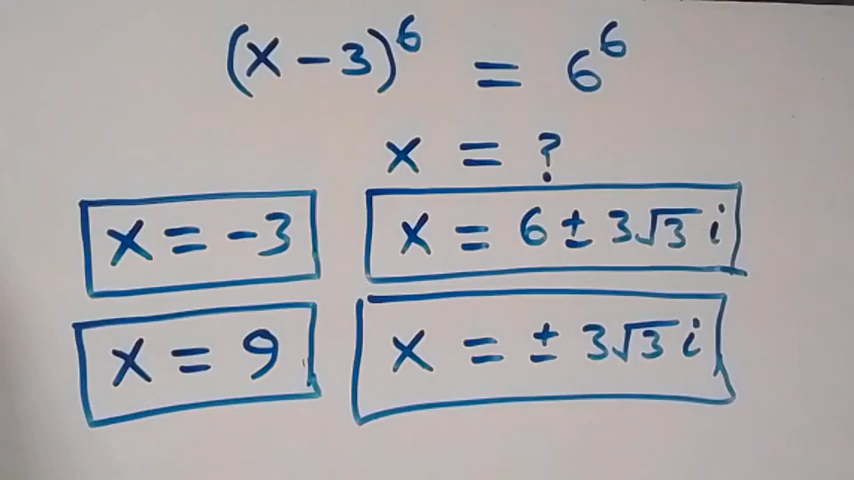 (x - 3)⁶ = 6⁶
x = ?
x = -3
x = 6 ± 3√3 i
x = 9
x = ± 3√3 i